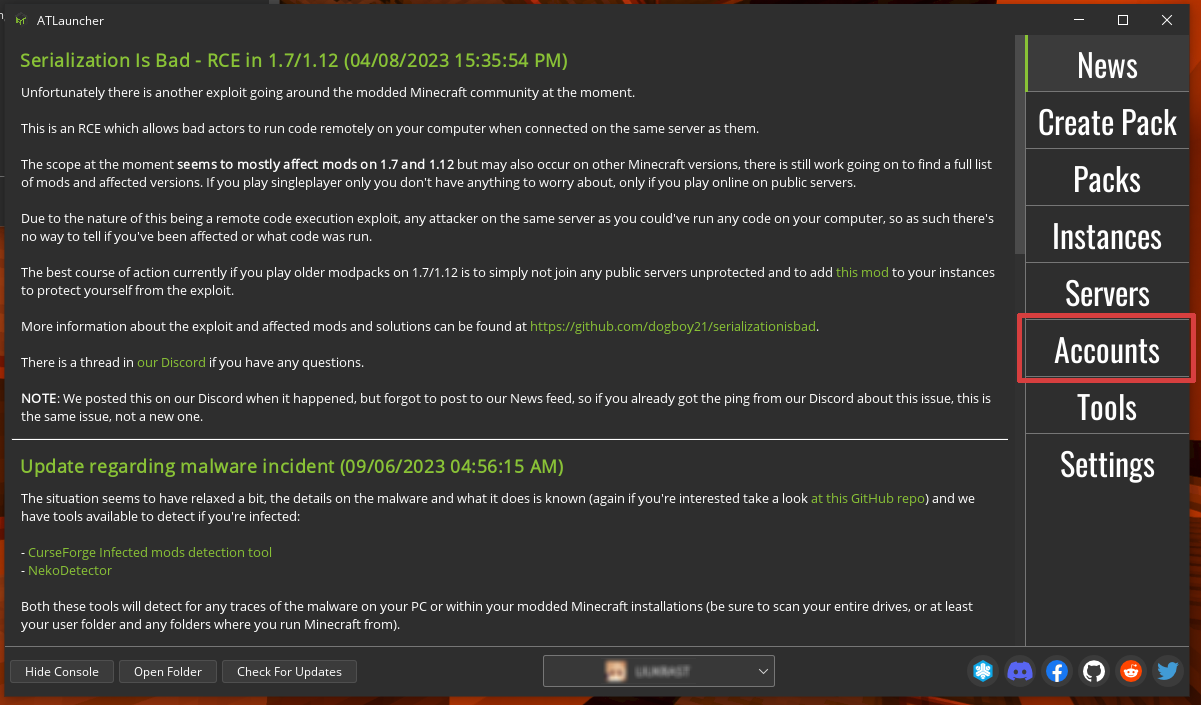 ATLauncher
Serialization Is Bad - RCE in 1.7/1.12 (04/08/2023 15:35:54 PM)
Unfortunately there is another exploit going around the modded Minecraft community at the moment.
This is an RCE which allows bad actors to run code remotely on your computer when connected on the same server as them.
The scope at the moment seems to mostly affect mods on 1.7 and 1.12 but may also occur on other Minecraft versions, there is still work going on to find a full list
of mods and affected versions. If you play singleplayer only you don't have anything to worry about, only if you play online on public servers.
Due to the nature of this being a remote code execution exploit, any attacker on the same server as you could've run any code on your computer, so as such there's
no way to tell if you've been affected or what code was run.
The best course of action currently if you play older modpacks on 1.7/1.12 is to simply not join any public servers unprotected and to add this mod to your instances
to protect yourself from the exploit.
More information about the exploit and affected mods and solutions can be found at https://github.com/dogboy21/serializationisbad.
There is a thread in our Discord if you have any questions.
NOTE: We posted this on our Discord when it happened, but forgot to post to our News feed, so if you already got the ping from our Discord about this issue, this is
the same issue, not a new one.
Update regarding malware incident (09/06/2023 04:56:15 AM)
The situation seems to have relaxed a bit, the details on the malware and what it does is known (again if you're interested take a look at this GitHub repo) and we
have tools available to detect if you're infected:
- CurseForge Infected mods detection tool
- NekoDetector
Both these tools will detect for any traces of the malware on your PC or within your modded Minecraft installations (be sure to scan your entire drives, or at least
your user folder and any folders where you run Minecraft from).
News
Create Pack
Packs
Instances
Servers
Accounts
Tools
Settings
Hide Console
Open Folder
Check For Updates